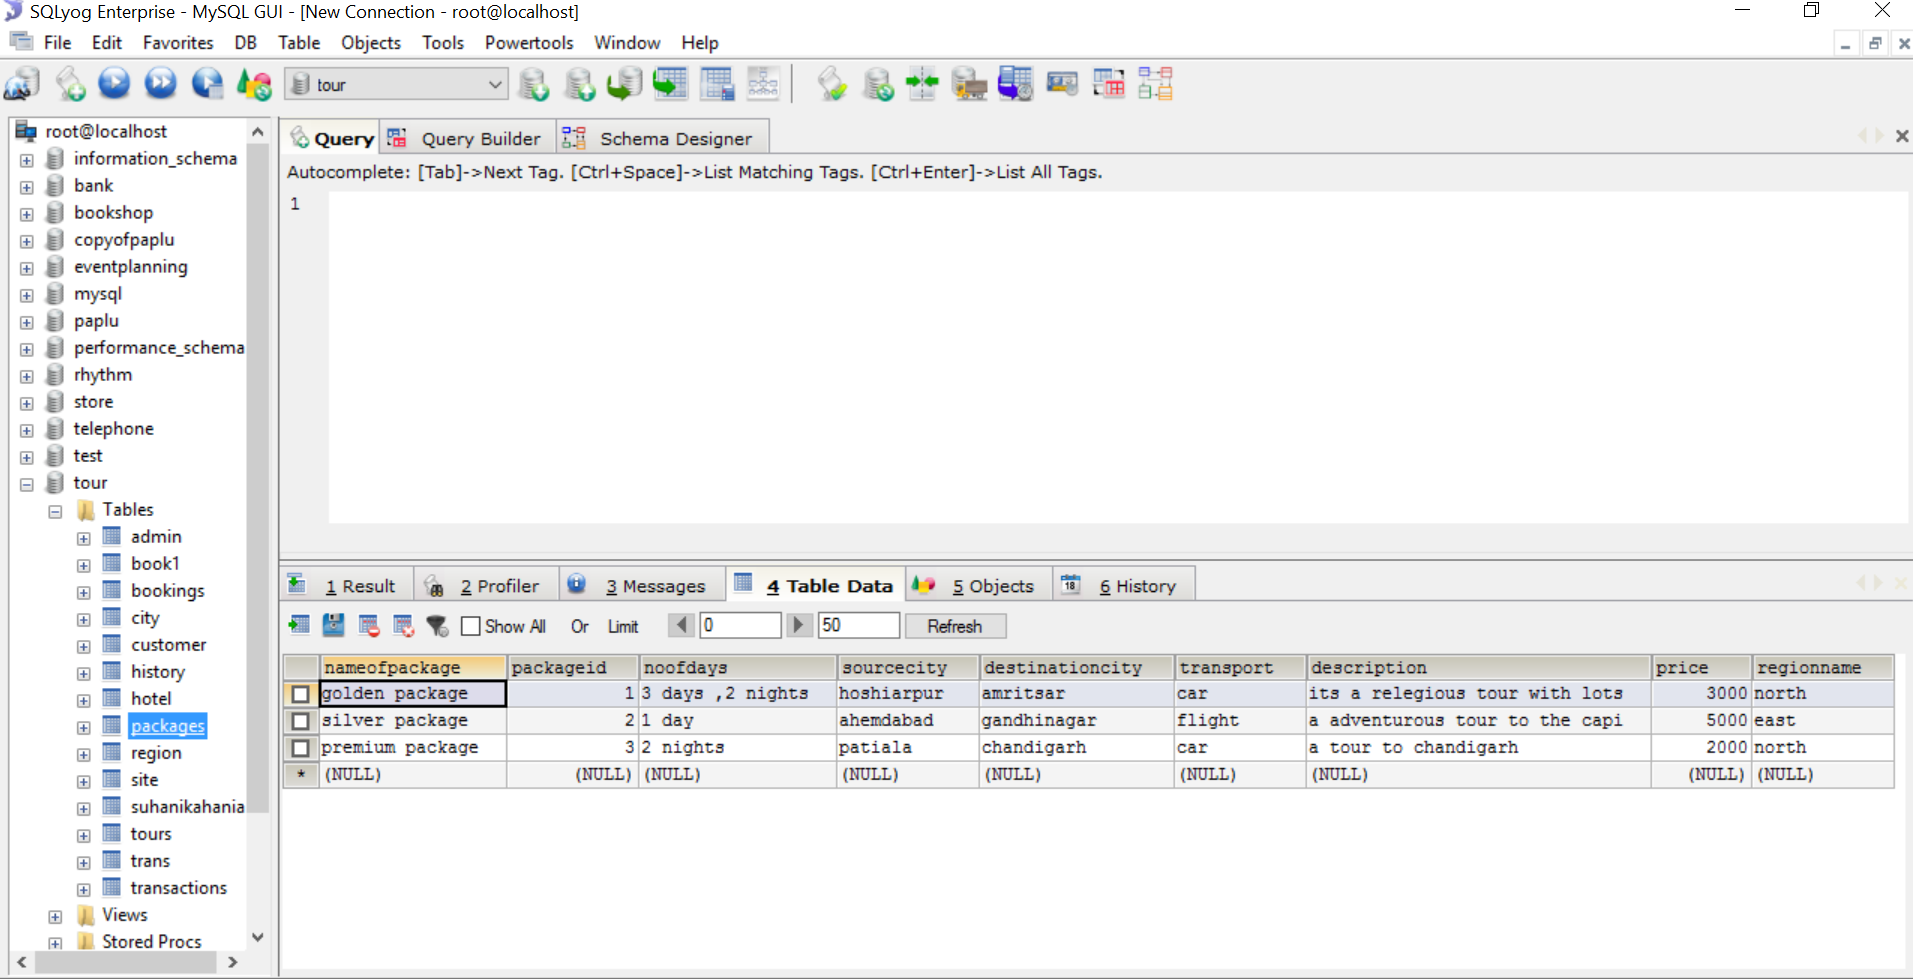 SQLyog Enterprise - MySQL GUI - [New Connection - root@localhost]
File Edit Favorites DB Table Objects Tools Powertools Window Help
tour
root@localhost
information_schema
bank
bookshop
copyofpaplu
eventplanning
mysql
paplu
performance_schema
rhythm
store
telephone
test
tour
Tables
admin
book1
bookings
city
customer
history
hotel
packages
region
site
suhanikahania
tours
trans
transactions
Views
Stored Procs
Query Query Builder Schema Designer
Autocomplete: [Tab]->Next Tag. [Ctrl+Space]->List Matching Tags. [Ctrl+Enter]->List All Tags.
1
1 Result 2 Profiler 3 Messages 4 Table Data 18 5 Objects 6 History
Show All Or Limit 0 50 Refresh
nameofpackage packageid noofdays sourcecity destinationcity transport description price regionname
golden package 1 3 days ,2 nights hoshiarpur amritsar car its a relegious tour with lots 3000 north
silver package 2 1 day ahemdabad gandhinagar flight a adventurous tour to the capi 5000 east
premium package 3 2 nights patiala chandigarh car a tour to chandigarh 2000 north
* (NULL) (NULL) (NULL) (NULL) (NULL) (NULL) (NULL) (NULL) (NULL)